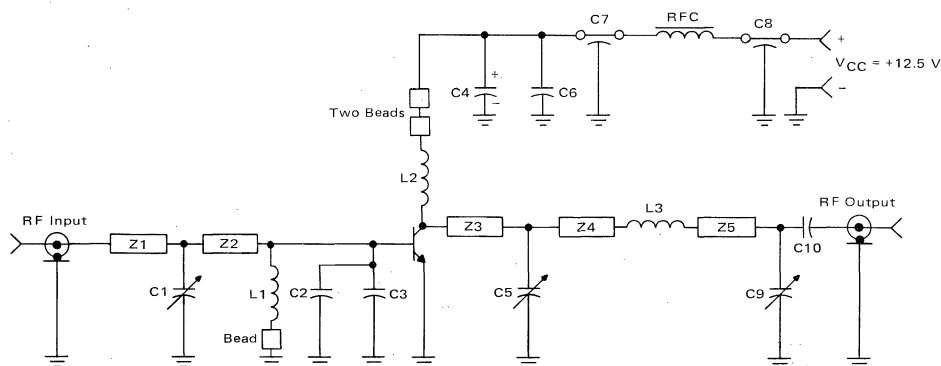 C7
RFC
C8
+
V_CC = +12.5 V
–
+
C4
–
C6
Two Beads
L2
RF Input
Z1
Z2
C1
L1
Bead
C2
C3
Z3
C5
Z4
L3
Z5
C9
C10
RF Output